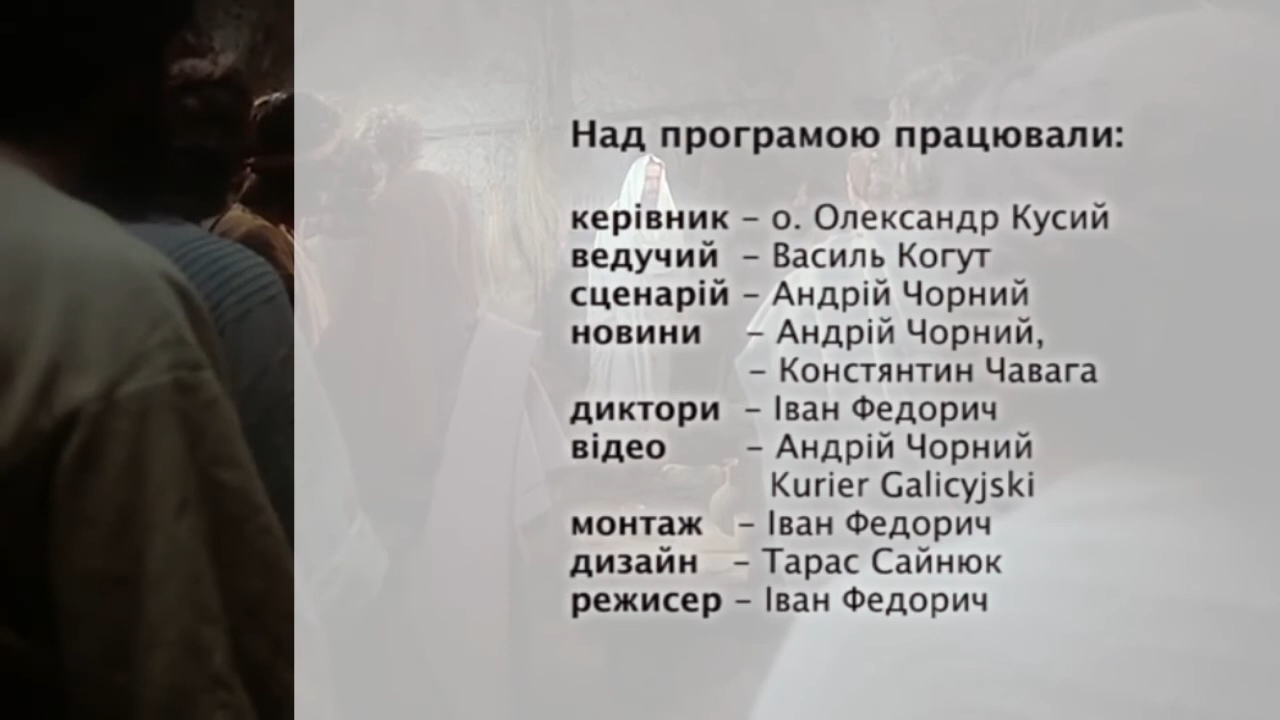 Над програмою працювали:
керівник – о. Олександр Кусий
ведучий – Василь Когут
сценарій – Андрій Чорний
новини – Андрій Чорний,
– Констянтин Чавага
диктори – Іван Федорич
відео – Андрій Чорний
Kurier Galicyjski
монтаж – Іван Федорич
дизайн – Тарас Сайнюк
режисер – Іван Федорич